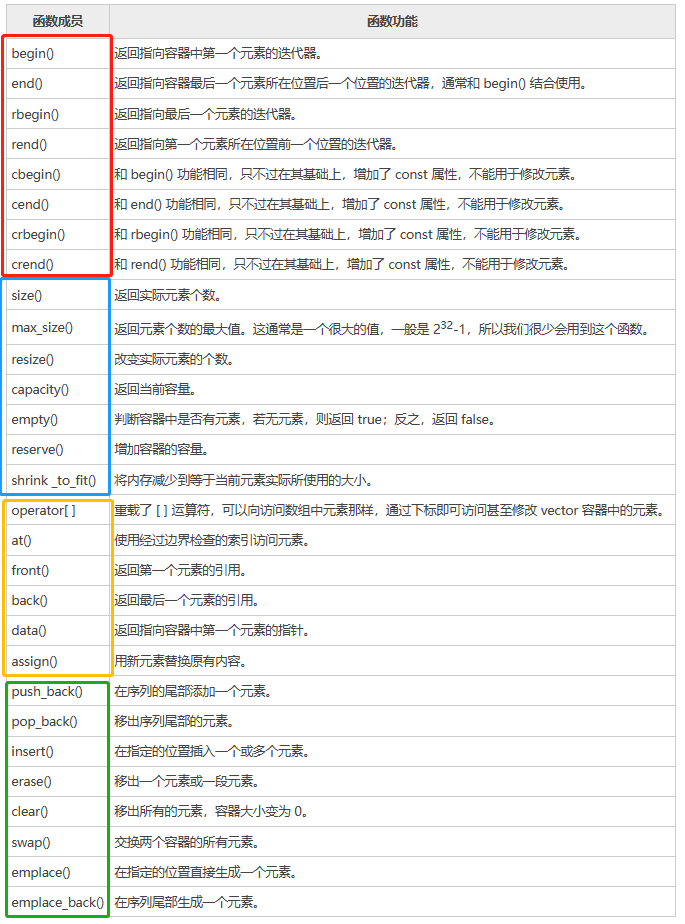 函数成员 函数功能
begin() 返回指向容器中第一个元素的迭代器。
end() 返回指向容器最后一个元素所在位置后一个位置的迭代器，通常和 begin() 结合使用。
rbegin() 返回指向最后一个元素的迭代器。
rend() 返回指向第一个元素所在位置前一个位置的迭代器。
cbegin() 和 begin() 功能相同，只不过在其基础上，增加了 const 属性，不能用于修改元素。
cend() 和 end() 功能相同，只不过在其基础上，增加了 const 属性，不能用于修改元素。
crbegin() 和 rbegin() 功能相同，只不过在其基础上，增加了 const 属性，不能用于修改元素。
crend() 和 rend() 功能相同，只不过在其基础上，增加了 const 属性，不能用于修改元素。
size() 返回实际元素个数。
max_size() 返回元素个数的最大值。这通常是一个很大的值，一般是 2³²-1，所以我们很少会用到这个函数。
resize() 改变实际元素的个数。
capacity() 返回当前容量。
empty() 判断容器中是否有元素，若无元素，则返回 true；反之，返回 false。
reserve() 增加容器的容量。
shrink _to_fit() 将内存减少到等于当前元素实际所使用的大小。
operator[ ] 重载了 [ ] 运算符，可以向访问数组中元素那样，通过下标即可访问甚至修改 vector 容器中的元素。
at() 使用经过边界检查的索引访问元素。
front() 返回第一个元素的引用。
back() 返回最后一个元素的引用。
data() 返回指向容器中第一个元素的指针。
assign() 用新元素替换原有内容。
push_back() 在序列的尾部添加一个元素。
pop_back() 移出序列尾部的元素。
insert() 在指定的位置插入一个或多个元素。
erase() 移出一个元素或一段元素。
clear() 移出所有的元素，容器大小变为 0。
swap() 交换两个容器的所有元素。
emplace() 在指定的位置直接生成一个元素。
emplace_back() 在序列尾部生成一个元素。